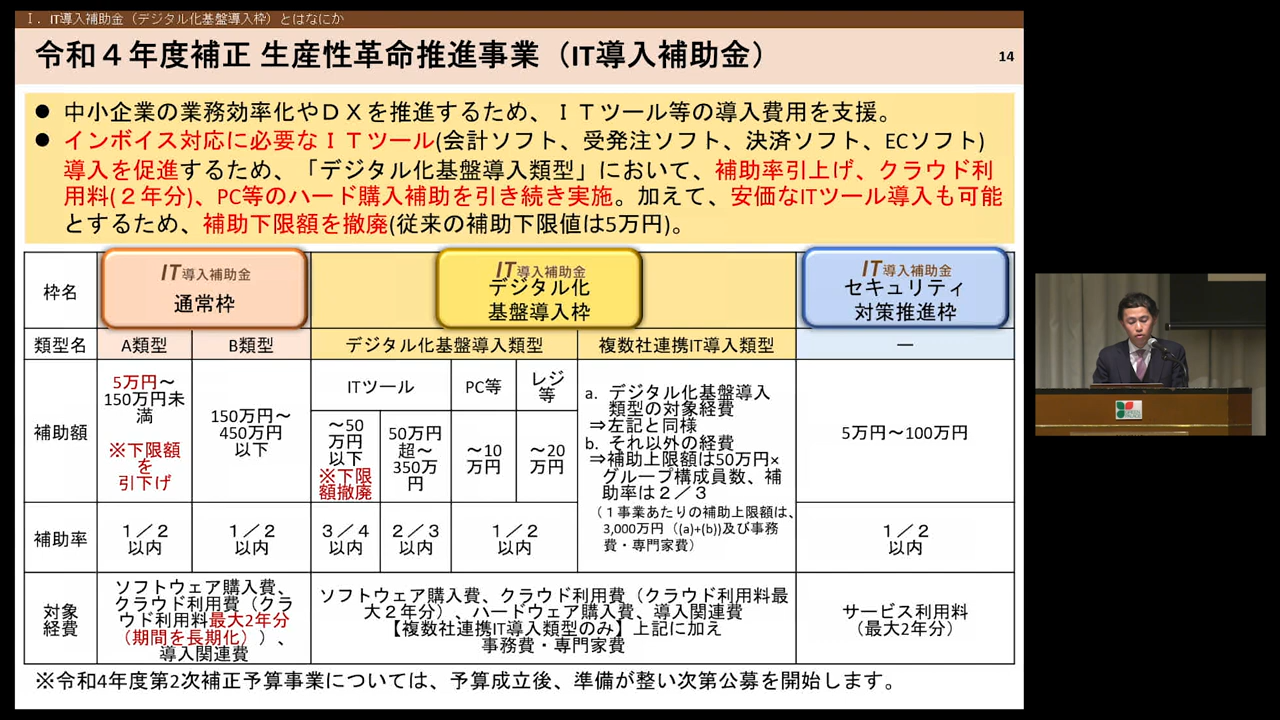 Ⅰ．IT導入補助金（デジタル化基盤導入枠）とはなにか
令和４年度補正 生産性革命推進事業（IT導入補助金）
14
● 中小企業の業務効率化やＤＸを推進するため、ＩＴツール等の導入費用を支援。
● インボイス対応に必要なＩＴツール(会計ソフト、受発注ソフト、決済ソフト、ECソフト)
導入を促進するため、「デジタル化基盤導入類型」において、補助率引上げ、クラウド利
用料(２年分)、PC等のハード購入補助を引き続き実施。加えて、安価なITツール導入も可能
とするため、補助下限額を撤廃(従来の補助下限値は5万円)。
枠名
IT導入補助金
通常枠
IT導入補助金
デジタル化
基盤導入枠
IT導入補助金
セキュリティ
対策推進枠
類型名
A類型
B類型
デジタル化基盤導入類型
複数社連携IT導入類型
―
補助額
5万円～
150万円未
満
※下限額
を
引下げ
150万円～
450万円
以下
ITツール
PC等
レジ
等
～50
万円
以下
※下限
額撤廃
50万円
超～
350万
円
～10
万円
～20
万円
a. デジタル化基盤導入
類型の対象経費
⇒左記と同様
b. それ以外の経費
⇒補助上限額は50万円×
グループ構成員数、補
助率は２／３
（１事業あたりの補助上限額は、
3,000万円（(a)+(b)）及び事務
費・専門家費）
5万円～100万円
補助率
１／２
以内
１／２
以内
３／４
以内
２／３
以内
１／２
以内
１／２
以内
対象
経費
ソフトウェア購入費、
クラウド利用費（クラ
ウド利用料最大2年分
（期間を長期化））、
導入関連費
ソフトウェア購入費、クラウド利用費（クラウド利用料最
大２年分）、ハードウェア購入費、導入関連費
【複数社連携IT導入類型のみ】上記に加え
事務費・専門家費
サービス利用料
（最大2年分）
※令和4年度第2次補正予算事業については、予算成立後、準備が整い次第公募を開始します。